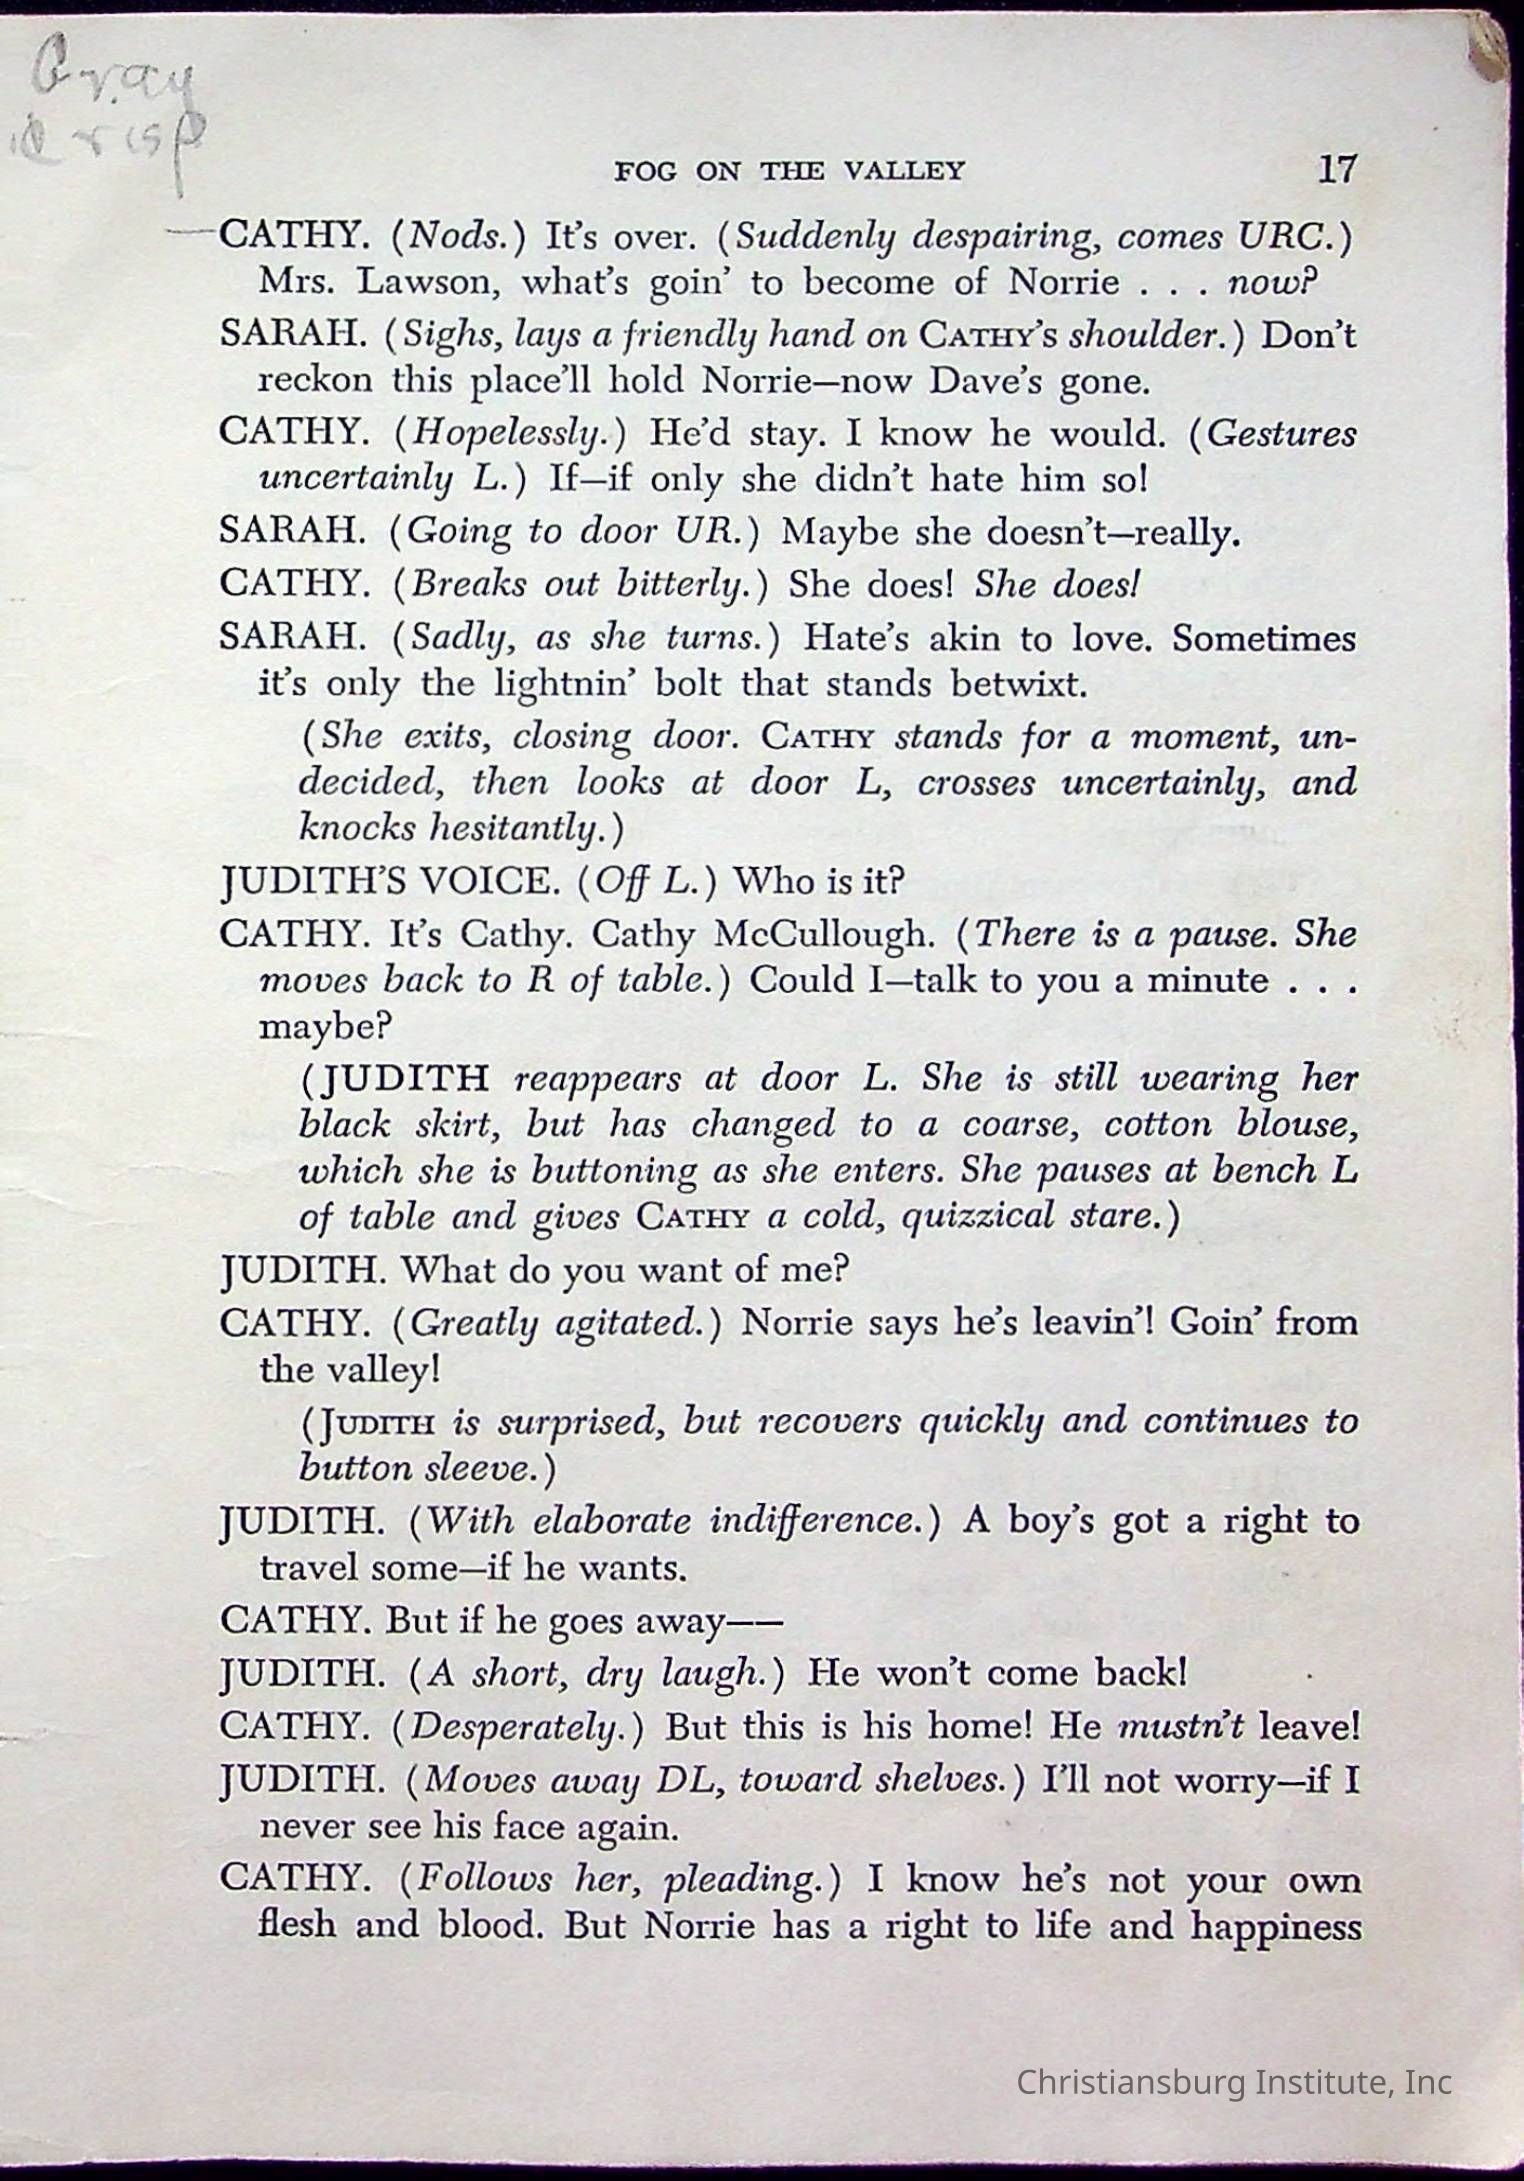 Gray
Crisp
FOG ON THE VALLEY 17
CATHY. (Nods.) It's over. (Suddenly despairing, comes URC.)
Mrs. Lawson, what's goin' to become of Norrie . . . now?
SARAH. (Sighs, lays a friendly hand on CATHY'S shoulder.) Don't
reckon this place'll hold Norrie—now Dave's gone.
CATHY. (Hopelessly.) He'd stay. I know he would. (Gestures
uncertainly L.) If—if only she didn't hate him so!
SARAH. (Going to door UR.) Maybe she doesn't—really.
CATHY. (Breaks out bitterly.) She does! She does!
SARAH. (Sadly, as she turns.) Hate's akin to love. Sometimes
it's only the lightnin' bolt that stands betwixt.
(She exits, closing door. CATHY stands for a moment, un-
decided, then looks at door L, crosses uncertainly, and
knocks hesitantly.)
JUDITH'S VOICE. (Off L.) Who is it?
CATHY. It's Cathy. Cathy McCullough. (There is a pause. She
moves back to R of table.) Could I—talk to you a minute . . .
maybe?
(JUDITH reappears at door L. She is still wearing her
black skirt, but has changed to a coarse, cotton blouse,
which she is buttoning as she enters. She pauses at bench L
of table and gives CATHY a cold, quizzical stare.)
JUDITH. What do you want of me?
CATHY. (Greatly agitated.) Norrie says he's leavin'! Goin' from
the valley!
(JUDITH is surprised, but recovers quickly and continues to
button sleeve.)
JUDITH. (With elaborate indifference.) A boy's got a right to
travel some—if he wants.
CATHY. But if he goes away——
JUDITH. (A short, dry laugh.) He won't come back!
CATHY. (Desperately.) But this is his home! He mustn't leave!
JUDITH. (Moves away DL, toward shelves.) I'll not worry—if I
never see his face again.
CATHY. (Follows her, pleading.) I know he's not your own
flesh and blood. But Norrie has a right to life and happiness
Christiansburg Institute, Inc